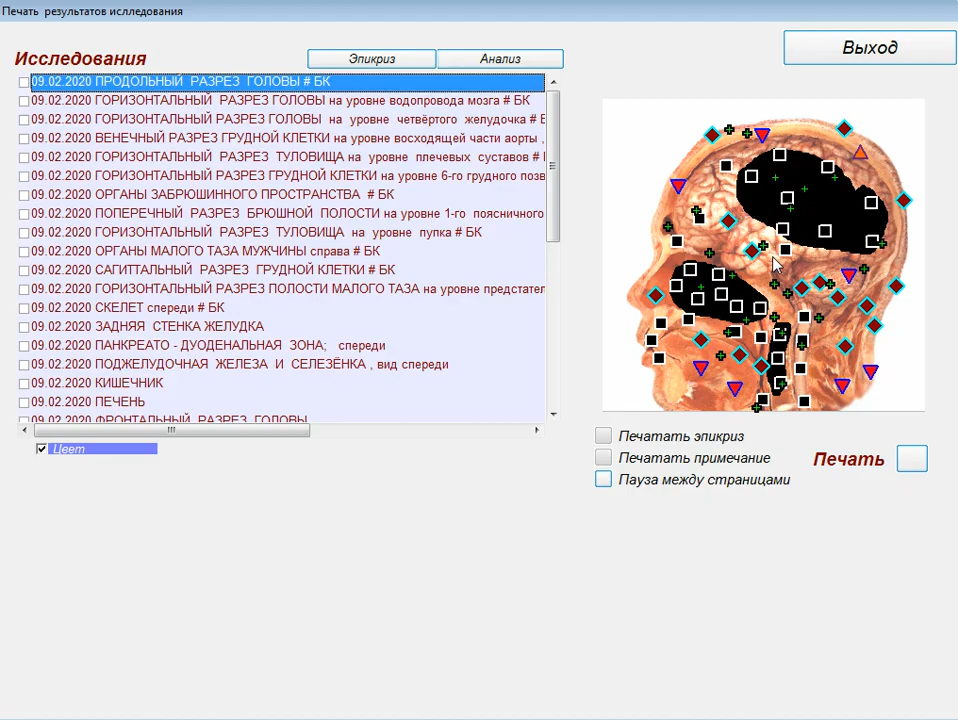 Печать результатов исlледования
Выход
Исследования
Эпикриз
Анализ
09.02.2020 ПРОДОЛЬНЫЙ РАЗРЕЗ ГОЛОВЫ # БК
09.02.2020 ГОРИЗОНТАЛЬНЫЙ РАЗРЕЗ ГОЛОВЫ на уровне водопровода мозга # БК
09.02.2020 ГОРИЗОНТАЛЬНЫЙ РАЗРЕЗ ГОЛОВЫ на уровне четвёртого желудочка #
09.02.2020 ВЕНЕЧНЫЙ РАЗРЕЗ ГРУДНОЙ КЛЕТКИ на уровне восходящей части аорты ,
09.02.2020 ГОРИЗОНТАЛЬНЫЙ РАЗРЕЗ ТУЛОВИЩА на уровне плечевых суставов #
09.02.2020 ГОРИЗОНТАЛЬНЫЙ РАЗРЕЗ ГРУДНОЙ КЛЕТКИ на уровне 6-го грудного позв
09.02.2020 ОРГАНЫ ЗАБРЮШИННОГО ПРОСТРАНСТВА # БК
09.02.2020 ПОПЕРЕЧНЫЙ РАЗРЕЗ БРЮШНОЙ ПОЛОСТИ на уровне 1-го поясничного
09.02.2020 ГОРИЗОНТАЛЬНЫЙ РАЗРЕЗ ТУЛОВИЩА на уровне пупка # БК
09.02.2020 ОРГАНЫ МАЛОГО ТАЗА МУЖЧИНЫ справа # БК
09.02.2020 САГИТТАЛЬНЫЙ РАЗРЕЗ ГРУДНОЙ КЛЕТКИ # БК
09.02.2020 ГОРИЗОНТАЛЬНЫЙ РАЗРЕЗ ПОЛОСТИ МАЛОГО ТАЗА на уровне предстател
09.02.2020 СКЕЛЕТ спереди # БК
09.02.2020 ЗАДНЯЯ СТЕНКА ЖЕЛУДКА
09.02.2020 ПАНКРЕАТО - ДУОДЕНАЛЬНАЯ ЗОНА; спереди
09.02.2020 ПОДЖЕЛУДОЧНАЯ ЖЕЛЕЗА И СЕЛЕЗЁНКА , вид спереди
09.02.2020 КИШЕЧНИК
09.02.2020 ПЕЧЕНЬ
09.02.2020 ФРОНТАЛЬНЫЙ РАЗРЕЗ ГОЛОВЫ
Цвет
Печатать эпикриз
Печатать примечание
Печать
Пауза между страницами